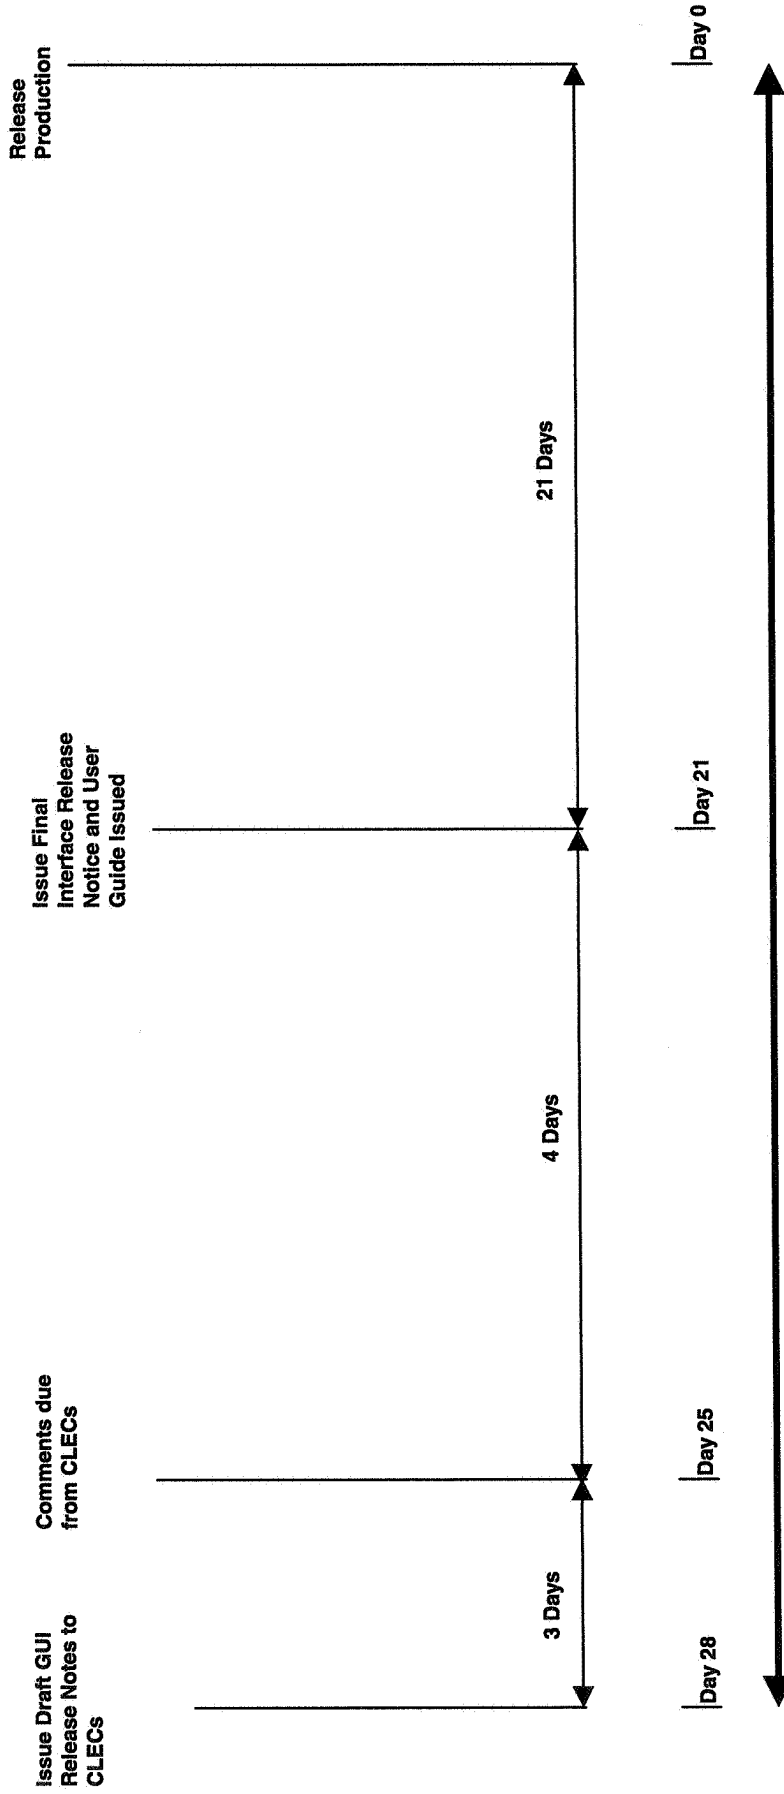 Issue Draft GUI
Release Notes to
CLECs
Comments due
from CLECs
Issue Final
Interface Release
Notice and User
Guide Issued
Release
Production
3 Days
4 Days
21 Days
Day 28
Day 25
Day 21
Day 0